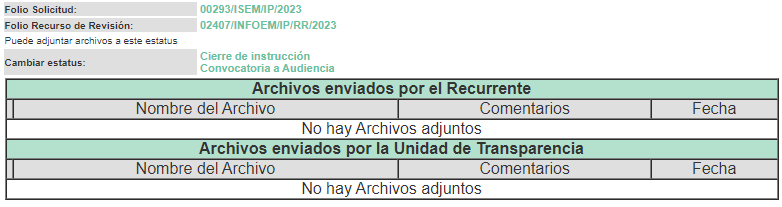 Folio Solicitud: 00293/ISEM/IP/2023
Folio Recurso de Revisión: 02407/INFOEM/IP/RR/2023
Puede adjuntar archivos a este estatus
Cambiar estatus: Cierre de instrucción
Convocatoria a Audiencia
Archivos enviados por el Recurrente
Nombre del Archivo Comentarios Fecha
No hay Archivos adjuntos
Archivos enviados por la Unidad de Transparencia
Nombre del Archivo Comentarios Fecha
No hay Archivos adjuntos